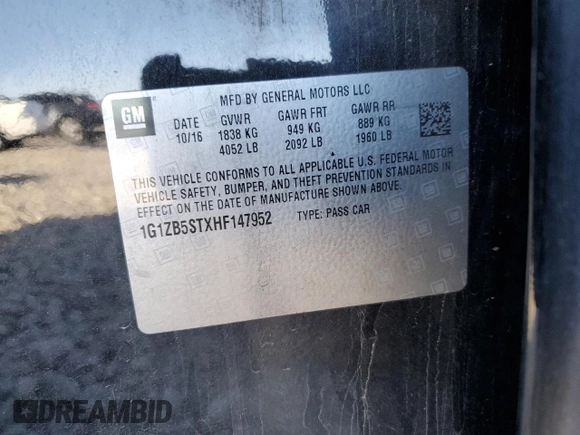 GM
MFD BY GENERAL MOTORS LLC
DATE GVWR GAWR FRT GAWR RR
10/16 1838 KG 949 KG 889 KG
4052 LB 2092 LB 1960 LB
THIS VEHICLE CONFORMS TO ALL APPLICABLE U.S. FEDERAL MOTOR
VEHICLE SAFETY, BUMPER, AND THEFT PREVENTION STANDARDS IN
EFFECT ON THE DATE OF MANUFACTURE SHOWN ABOVE.
1G1ZB5STXHF147952 TYPE: PASS CAR
DREAMBID